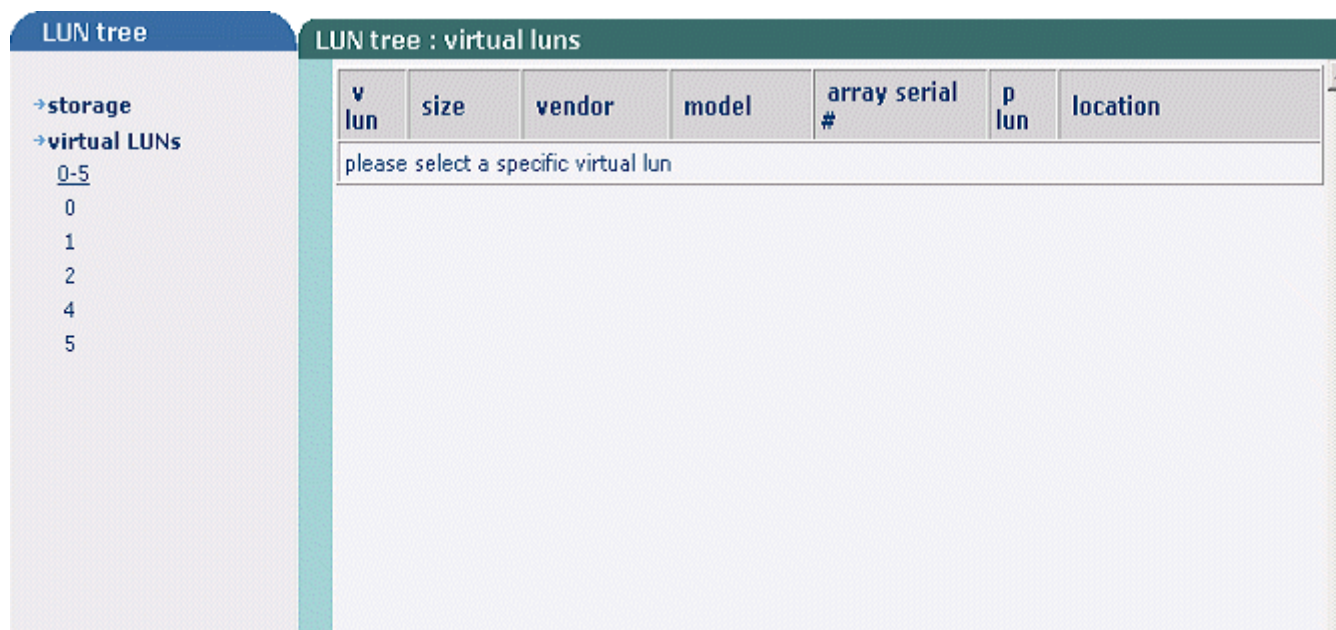 LUN tree
→storage
→virtual LUNs
0-5
0
1
2
4
5
LUN tree : virtual luns
v lun size vendor model array serial # p lun location
please select a specific virtual lun